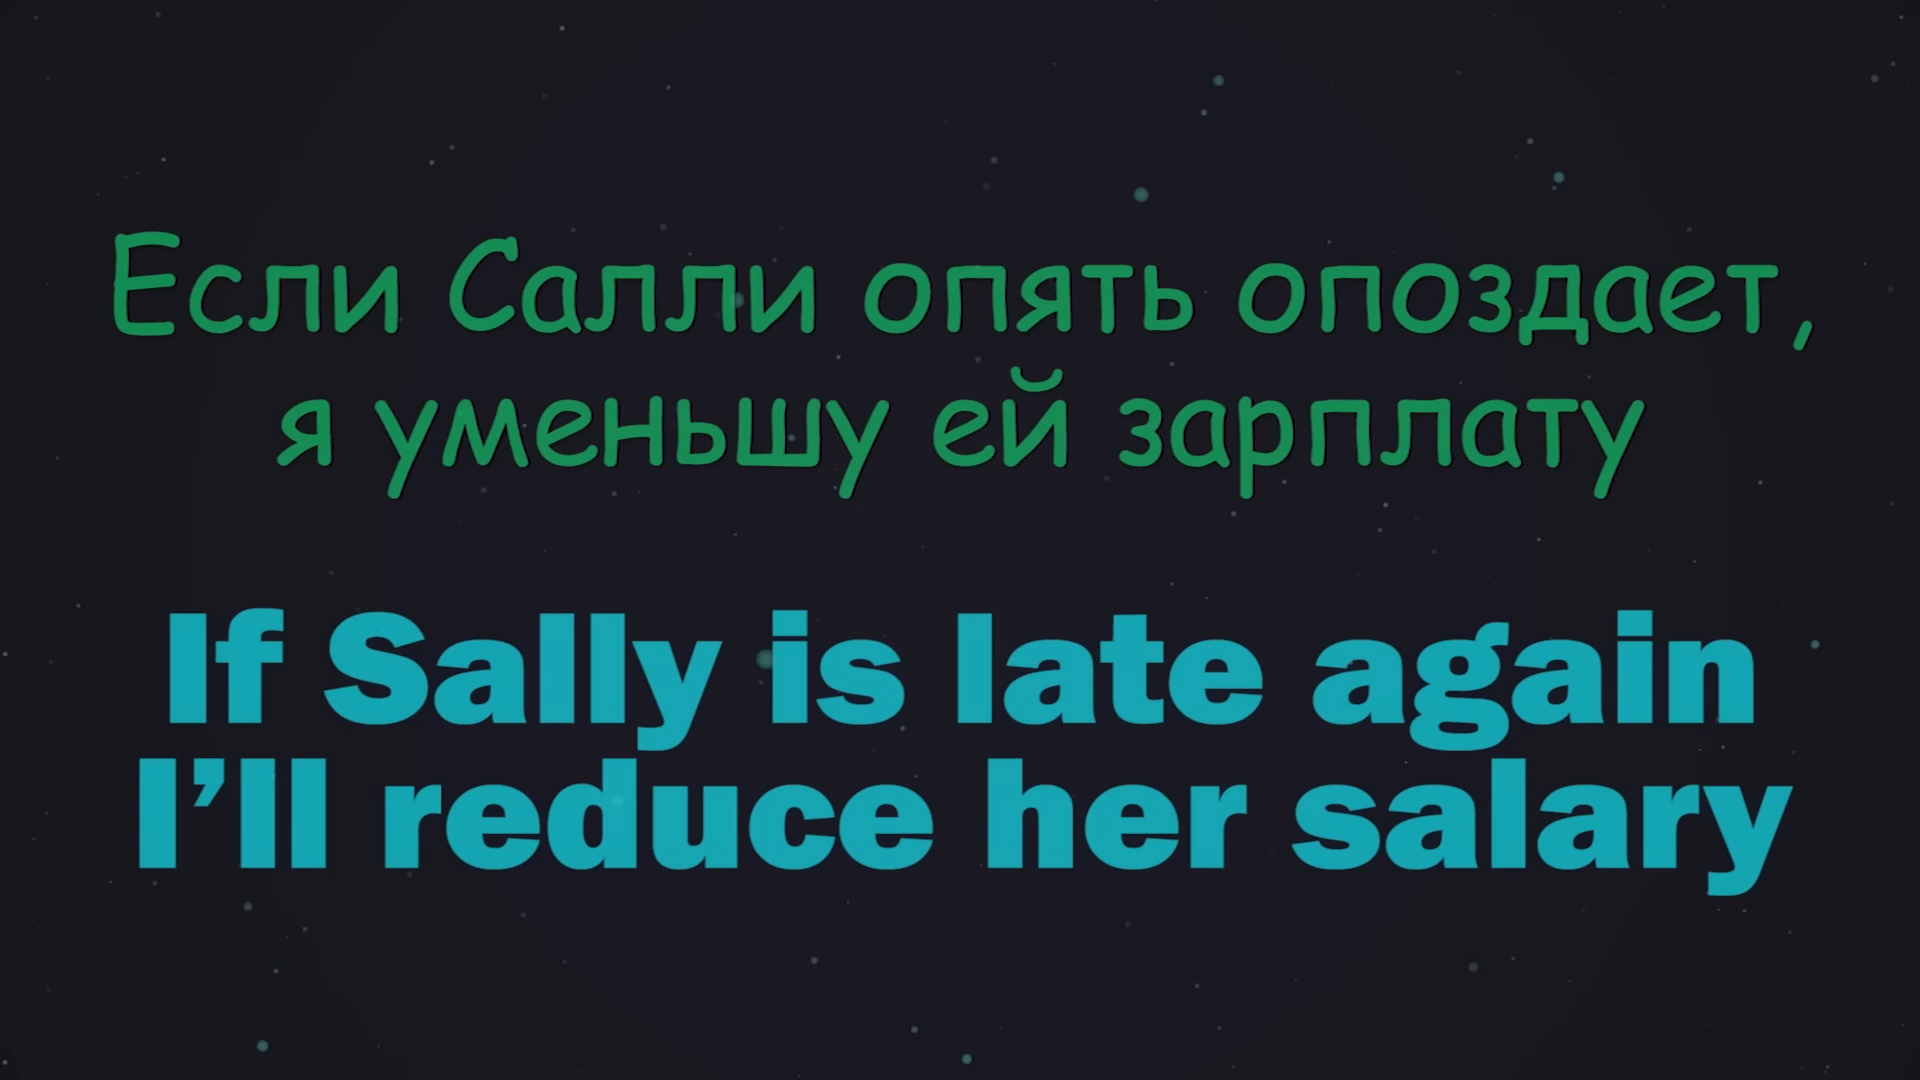 Если Салли опять опоздает,
я уменьшу ей зарплату
If Sally is late again
I’ll reduce her salary